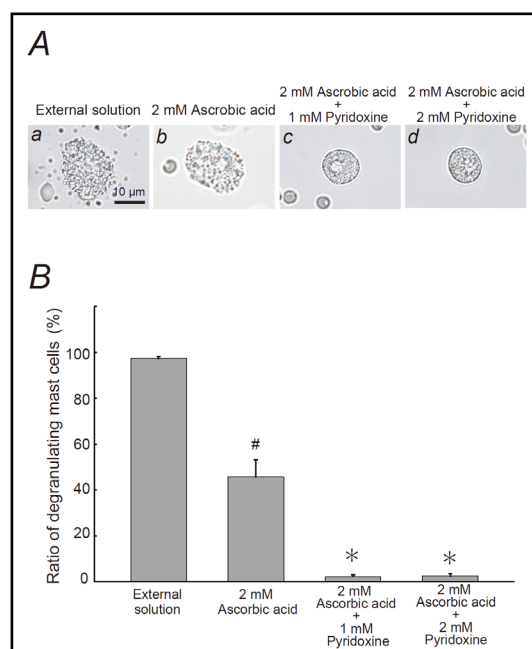 A
External solution
2 mM Ascrobic acid
2 mM Ascrobic acid
+
1 mM Pyridoxine
2 mM Ascrobic acid
+
2 mM Pyridoxine
a
b
c
d
10 μm
B
Ratio of degranulating mast cells (%)
100
80
60
40
20
0
#
*
*
External
solution
2 mM
Ascorbic acid
2 mM
Ascorbic acid
+
1 mM
Pyridoxine
2 mM
Ascorbic acid
+
2 mM
Pyridoxine